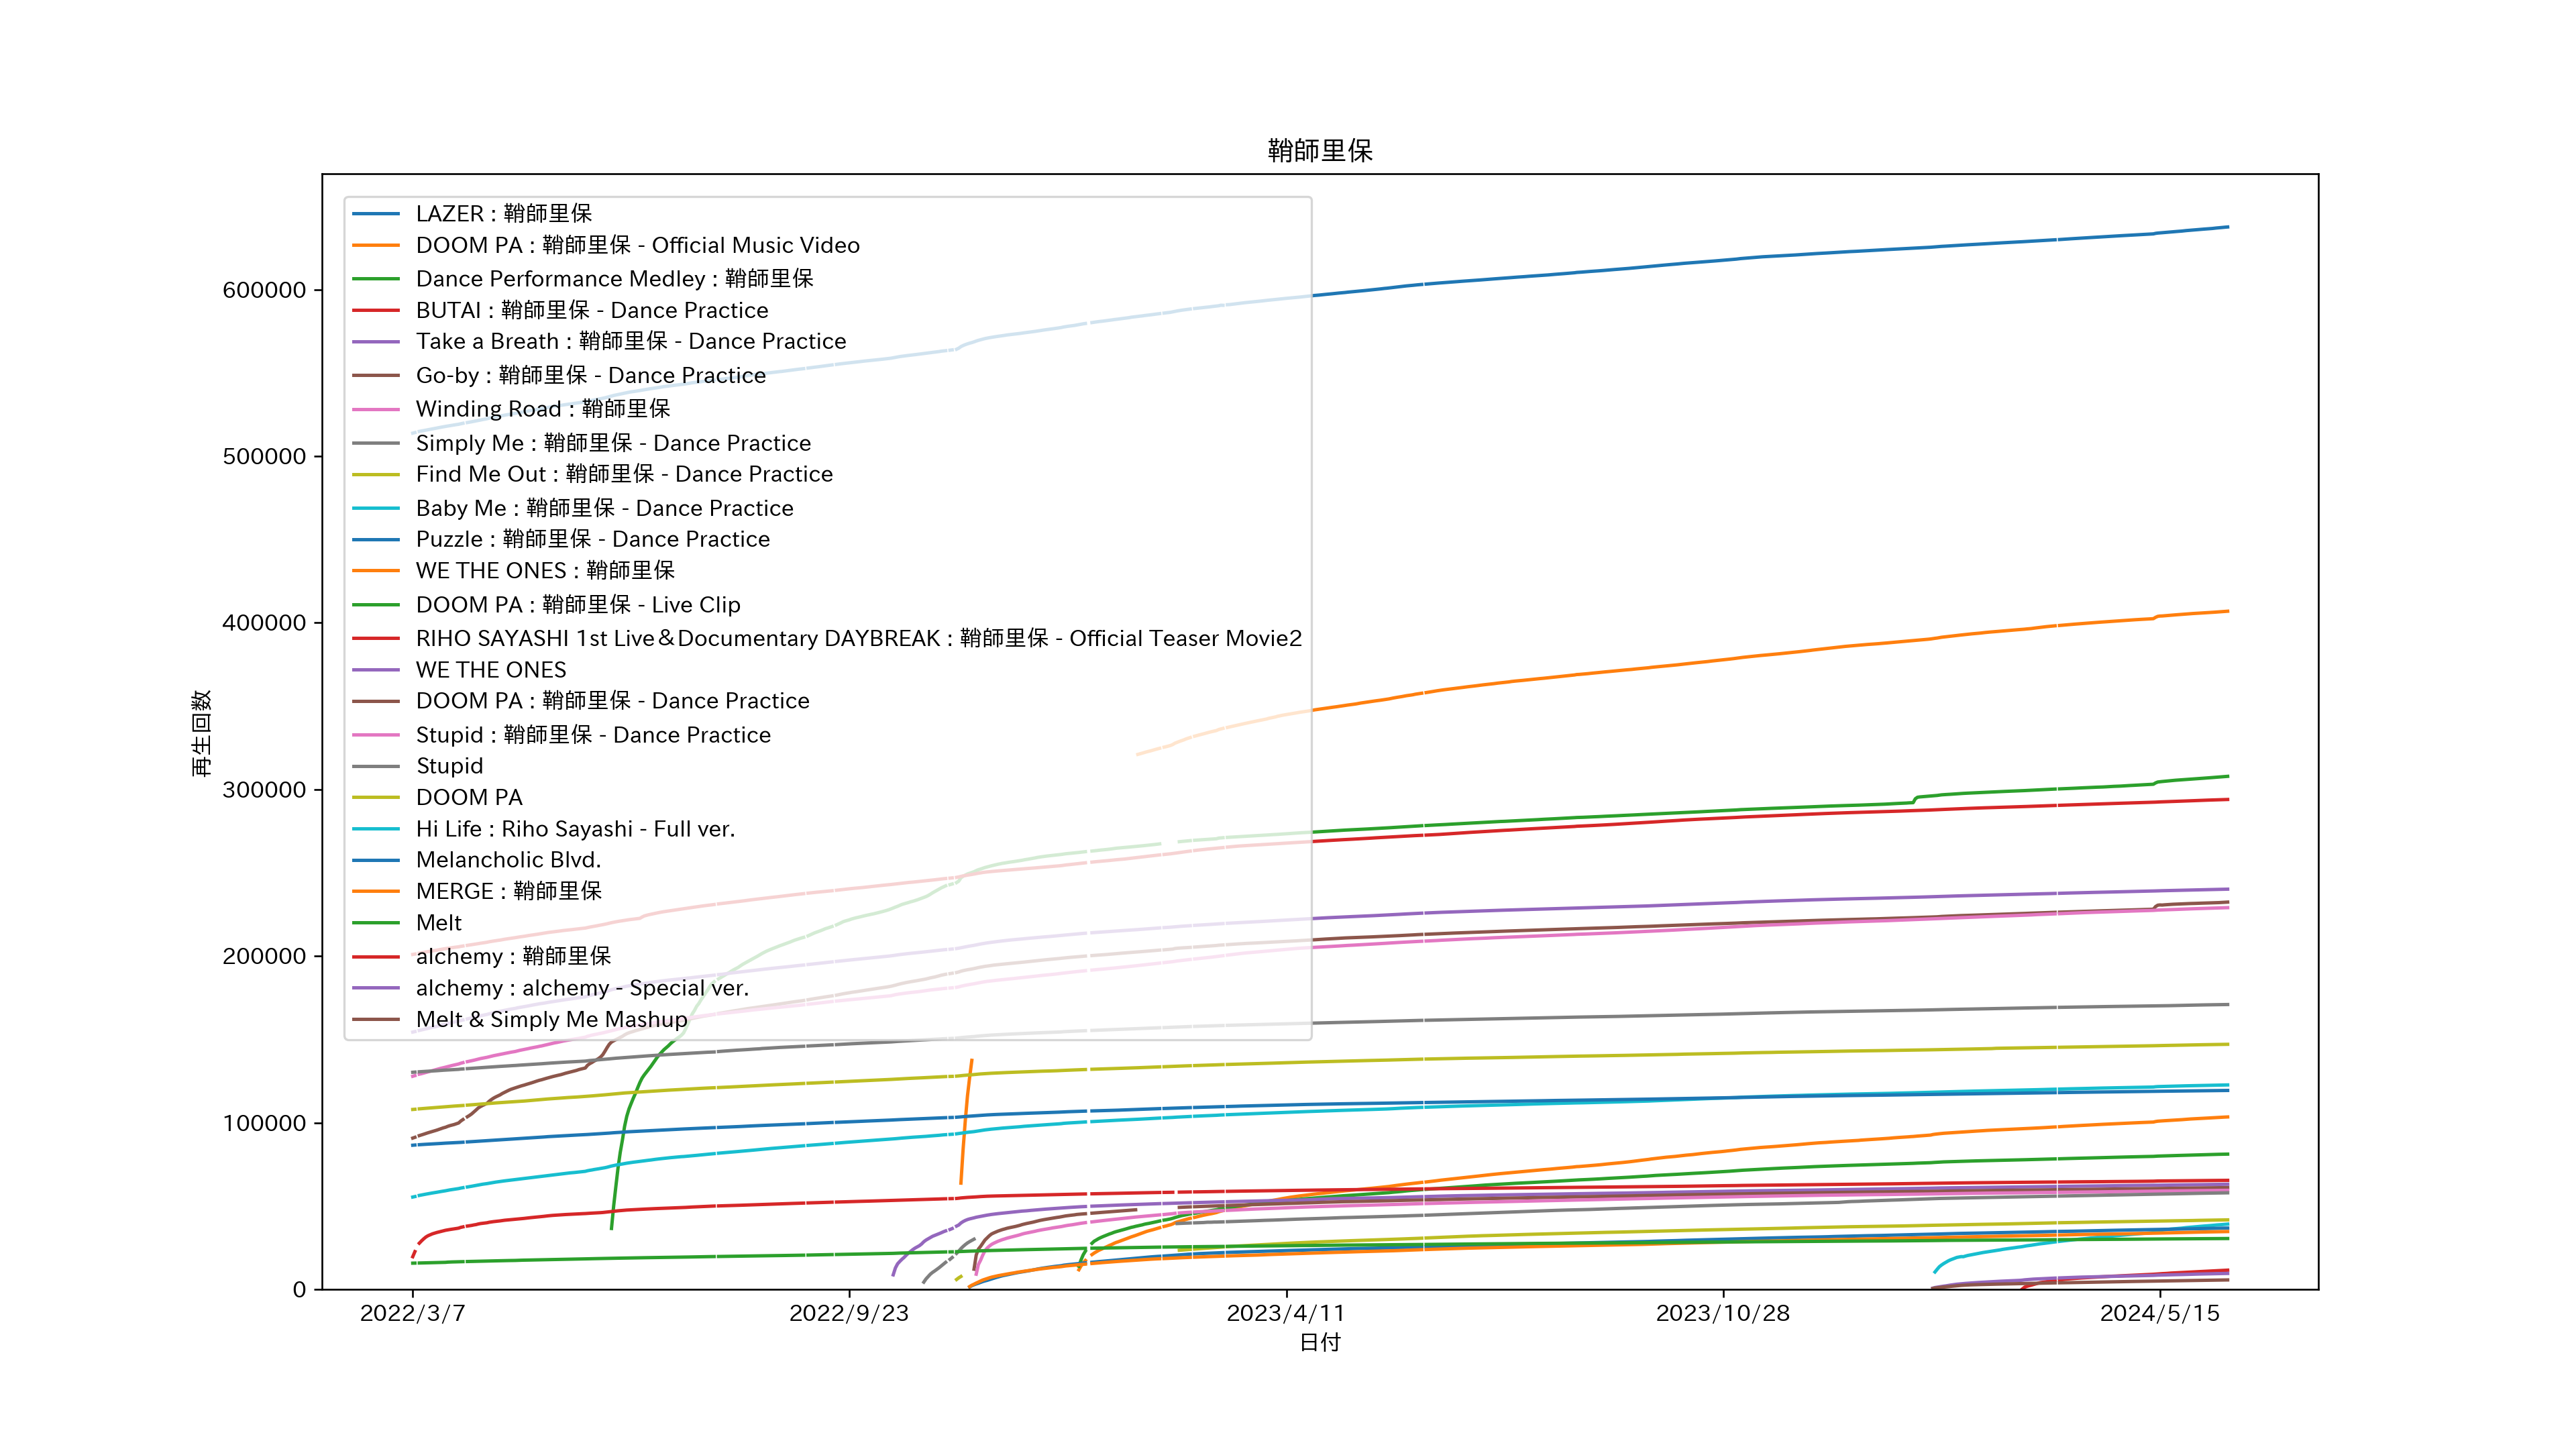 鞘師里保
LAZER : 鞘師里保
DOOM PA : 鞘師里保 - Official Music Video
Dance Performance Medley : 鞘師里保
BUTAI : 鞘師里保 - Dance Practice
Take a Breath : 鞘師里保 - Dance Practice
Go-by : 鞘師里保 - Dance Practice
Winding Road : 鞘師里保
Simply Me : 鞘師里保 - Dance Practice
Find Me Out : 鞘師里保 - Dance Practice
Baby Me : 鞘師里保 - Dance Practice
Puzzle : 鞘師里保 - Dance Practice
WE THE ONES : 鞘師里保
DOOM PA : 鞘師里保 - Live Clip
RIHO SAYASHI 1st Live＆Documentary DAYBREAK : 鞘師里保 - Official Teaser Movie2
WE THE ONES
DOOM PA : 鞘師里保 - Dance Practice
Stupid : 鞘師里保 - Dance Practice
Stupid
DOOM PA
Hi Life : Riho Sayashi - Full ver.
Melancholic Blvd.
MERGE : 鞘師里保
Melt
alchemy : 鞘師里保
alchemy : alchemy - Special ver.
Melt & Simply Me Mashup
600000
500000
400000
300000
200000
100000
0
再生回数
2022/3/7
2022/9/23
2023/4/11
2023/10/28
2024/5/15
日付